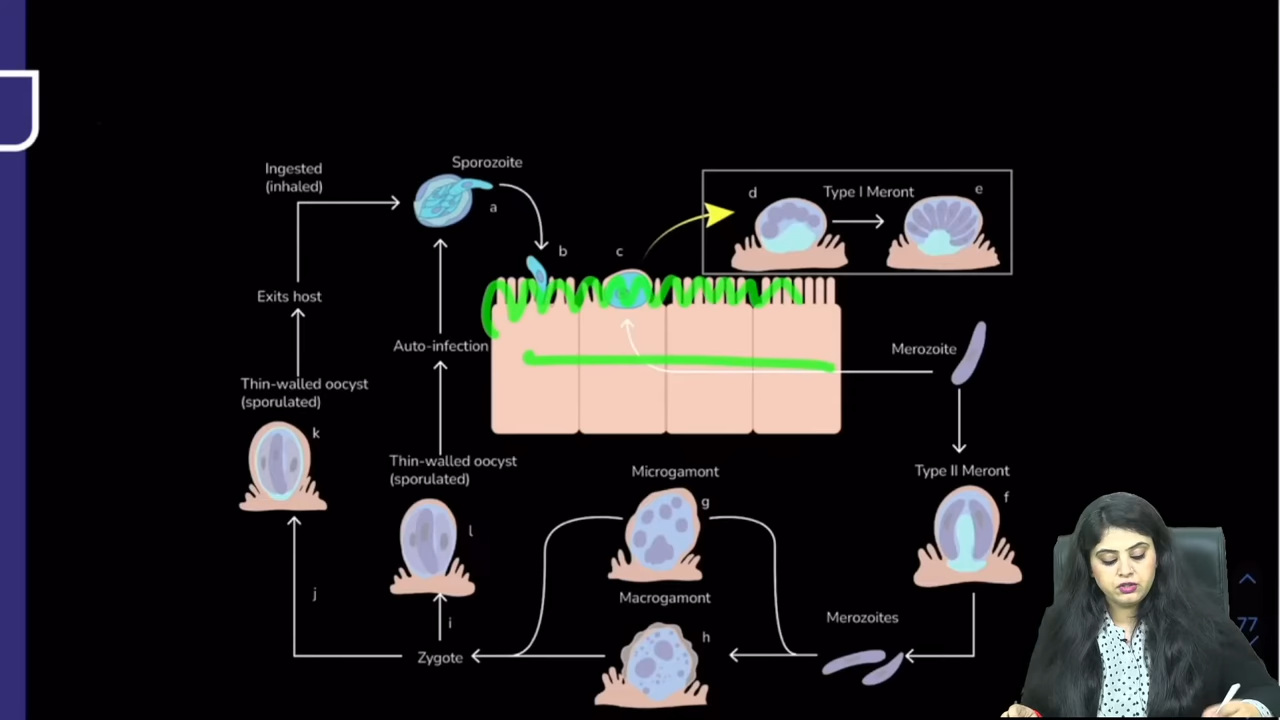 Sporozoite
Ingested
(inhaled)
a
b
c
d
Type I Meront
e
Exits host
Auto-infection
Merozoite
Thin-walled oocyst
(sporulated)
k
Thin-walled oocyst
(sporulated)
l
Microgamont
g
Type II Meront
f
j
i
Macrogamont
h
Merozoites
Zygote
77